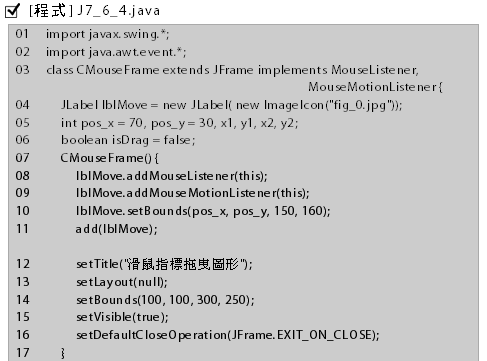 [程式] J7_6_4.java
01 import javax.swing.*;
02 import java.awt.event.*;
03 class CMouseFrame extends JFrame implements MouseListener,
MouseMotionListener {
04 JLabel lblMove = new JLabel( new ImageIcon("fig_0.jpg"));
05 int pos_x = 70, pos_y = 30, x1, y1, x2, y2;
06 boolean isDrag = false;
07 CMouseFrame() {
08 lblMove.addMouseListener(this);
09 lblMove.addMouseMotionListener(this);
10 lblMove.setBounds(pos_x, pos_y, 150, 160);
11 add(lblMove);
12 setTitle("滑鼠指標拖曳圖形");
13 setLayout(null);
14 setBounds(100, 100, 300, 250);
15 setVisible(true);
16 setDefaultCloseOperation(JFrame.EXIT_ON_CLOSE);
17 }